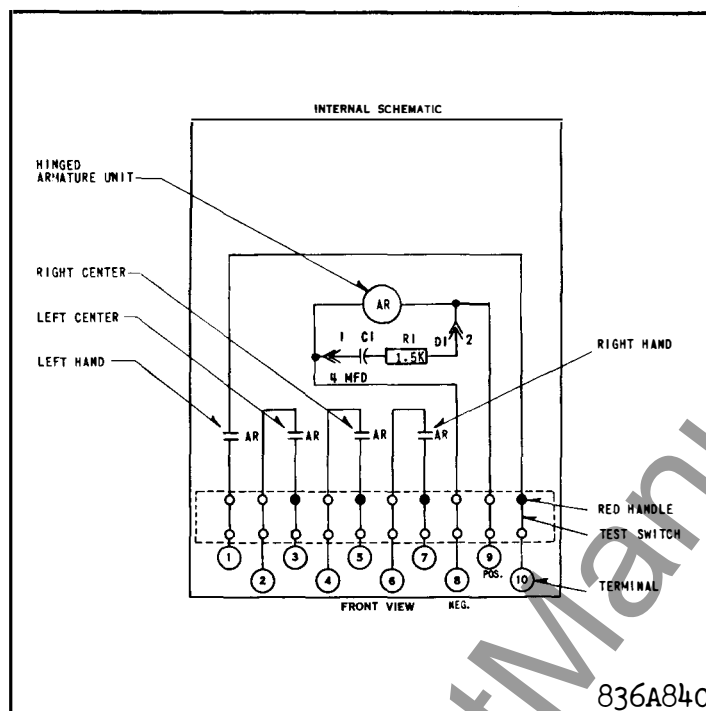 INTERNAL SCHEMATIC
HINGED
ARMATURE UNIT
RIGHT CENTER
LEFT CENTER
LEFT HAND
RIGHT HAND
AR
1 C1 R1 D1 2
1.5K
4 MFD
AR AR AR AR
RED HANDLE
TEST SWITCH
TERMINAL
1 3 5 7 9
POS.
2 4 6 8 10
FRONT VIEW NEG.
836A840